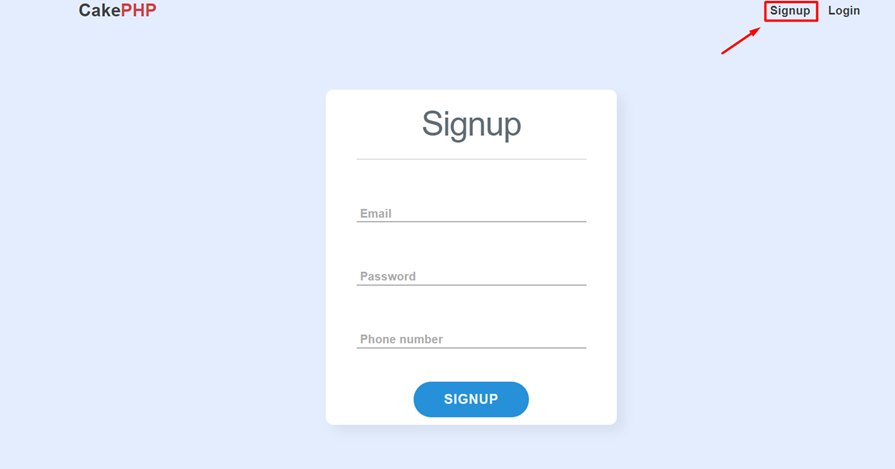 CakePHP
Signup Login
Signup
Email
Password
Phone number
SIGNUP